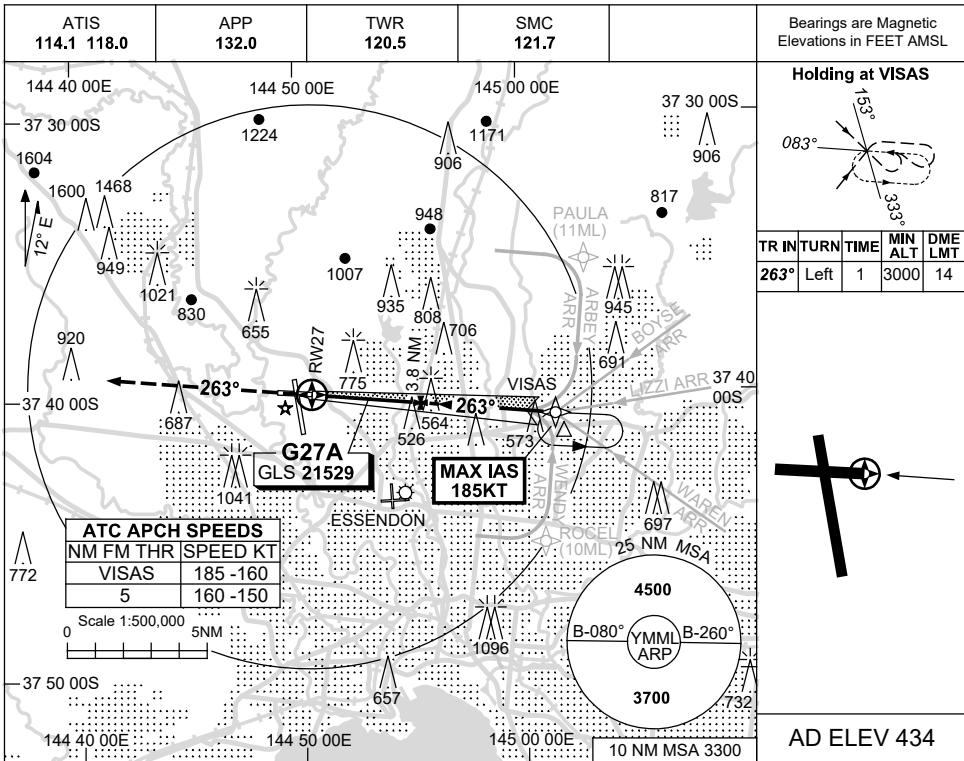 ATIS
114.1 118.0
APP
132.0
TWR
120.5
SMC
121.7
Bearings are Magnetic
Elevations in FEET AMSL
Holding at VISAS
153°
083°
333°
TR IN TURN TIME MIN ALT DME LMT
263° Left 1 3000 14
144 40 00E
144 50 00E
145 00 00E
37 30 00S
37 30 00S
1224
1171
906
906
1604
1600
1468
817
PAULA
(11ML)
948
12° E
949
1007
1021
935
945
830
655
808
ARR
ARBEY
BOYSE
ARR
706
691
920
RW27
775
3.8 NM
VISAS
LIZZI ARR
37 40
00S
263°
263°
37 40 00S
687
526
564
573
G27A
GLS 21529
MAX IAS
185KT
1041
ARR
WENDY
WAREN
ARR
697
ESSENDON
ROCEL
(10ML)
25 NM MSA
ATC APCH SPEEDS
NM FM THR SPEED KT
VISAS 185 -160
5 160 -150
772
4500
Scale 1:500,000
0 5NM
1096
B-080°
YMML
ARP
B-260°
3700
37 50 00S
657
732
144 40 00E
144 50 00E
145 00 00E
10 NM MSA 3300
AD ELEV 434